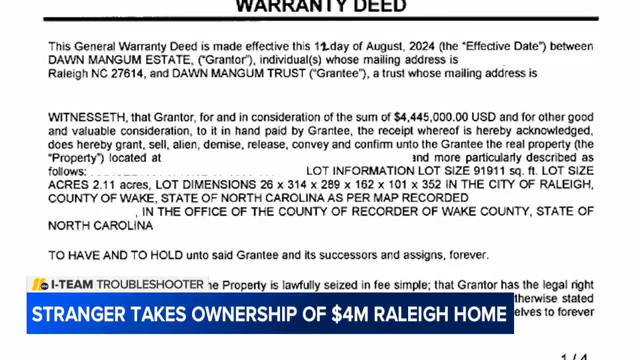 WARRANTY DEED
This General Warranty Deed is made effective this 11 day of August, 2024 (the "Effective Date") between
DAWN MANGUM ESTATE, ("Grantor"), individual(s) whose mailing address is
Raleigh NC 27614, and DAWN MANGUM TRUST ("Grantee"), a trust whose mailing address is
WITNESSETH, that Grantor, for and in consideration of the sum of $4,445,000.00 USD and for other good
and valuable consideration, to it in hand paid by Grantee, the receipt whereof is hereby acknowledged,
does hereby grant, sell, alien, demise, release, convey and confirm unto the Grantee the real property (the
"Property") located at and more particularly described as
follows: LOT INFORMATION LOT SIZE 91911 sq. ft. LOT SIZE
ACRES 2.11 acres, LOT DIMENSIONS 26 x 314 x 289 x 162 x 101 x 352 IN THE CITY OF RALEIGH,
COUNTY OF WAKE, STATE OF NORTH CAROLINA AS PER MAP RECORDED
, IN THE OFFICE OF THE COUNTY OF RECORDER OF WAKE COUNTY, STATE OF
NORTH CAROLINA
TO HAVE AND TO HOLD unto said Grantee and its successors and assigns, forever.
I-TEAM TROUBLESHOOTER
he Property is lawfully seized in fee simple; that Grantor has the legal right
therwise stated
STRANGER TAKES OWNERSHIP OF $4M RALEIGH HOME
elves to forever
1 / 4